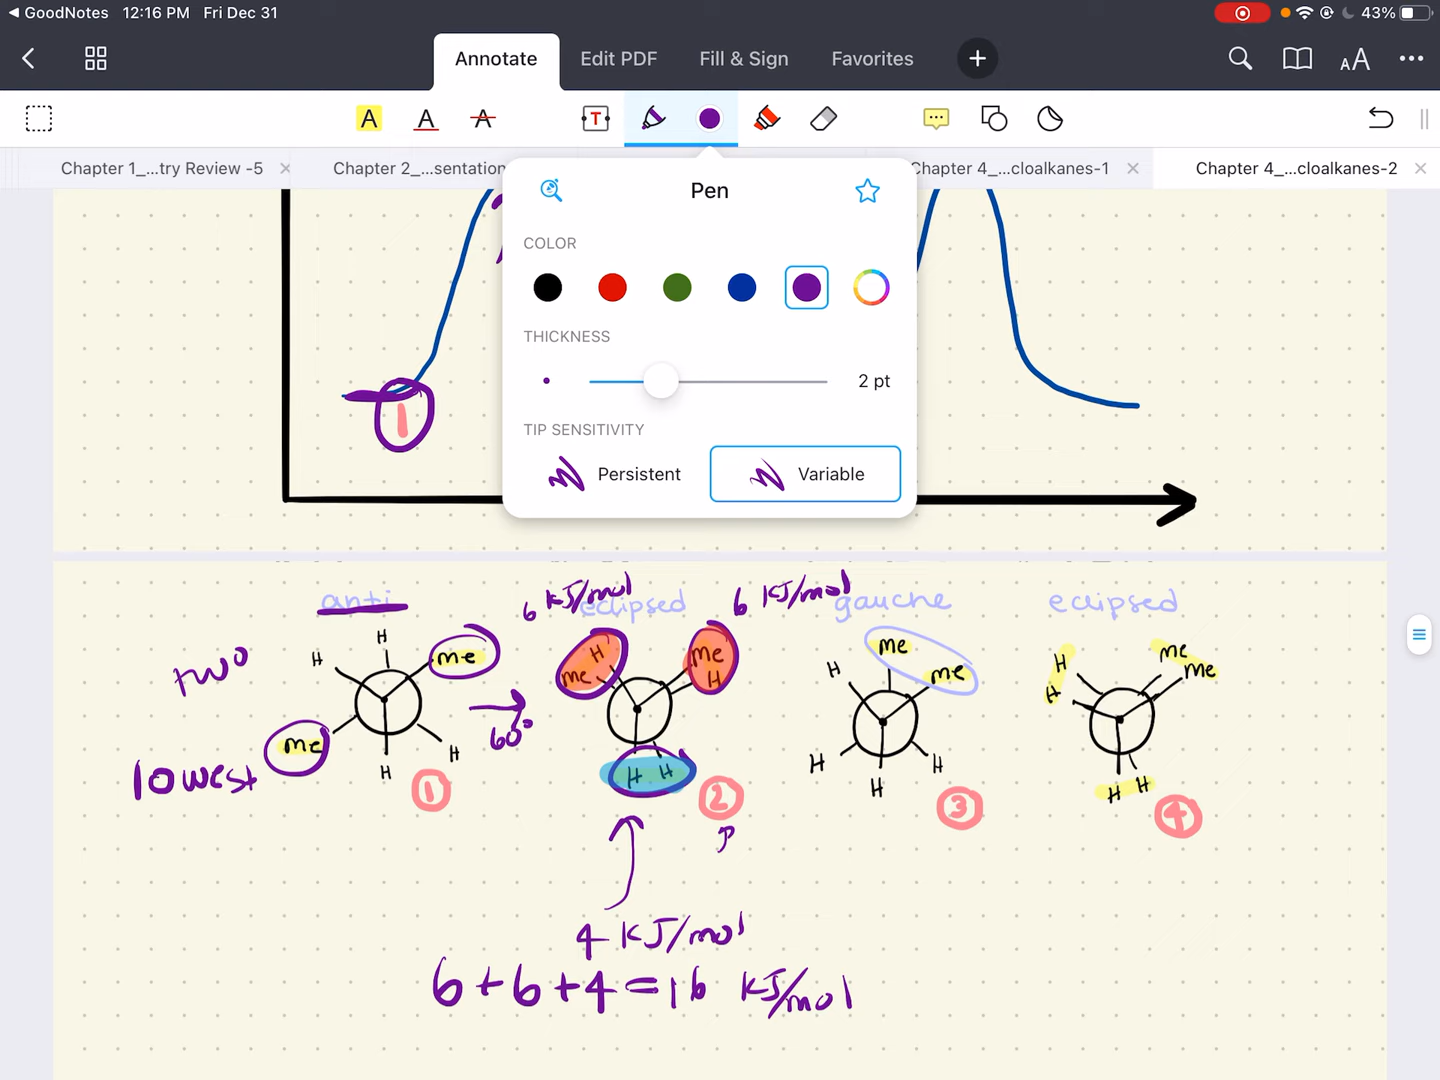 GoodNotes 12:16 PM Fri Dec 31 43%
Annotate Edit PDF Fill & Sign Favorites
A A A T
Chapter 1_...try Review -5 Chapter 2_...sentation cloalkanes-1 Chapter 4_...cloalkanes-2
Chapter 4_...
Pen
COLOR
THICKNESS
2 pt
TIP SENSITIVITY
Persistent Variable
1
anti 6 KJ/mol eclipsed 6 KJ/mol gauche eclipsed
two H H me me H me H H me me H me H H me me
60°
lowest me H H 1 H H 2 H H H 3 H H 4
4 KJ/mol
6+6+4=16 KJ/mol